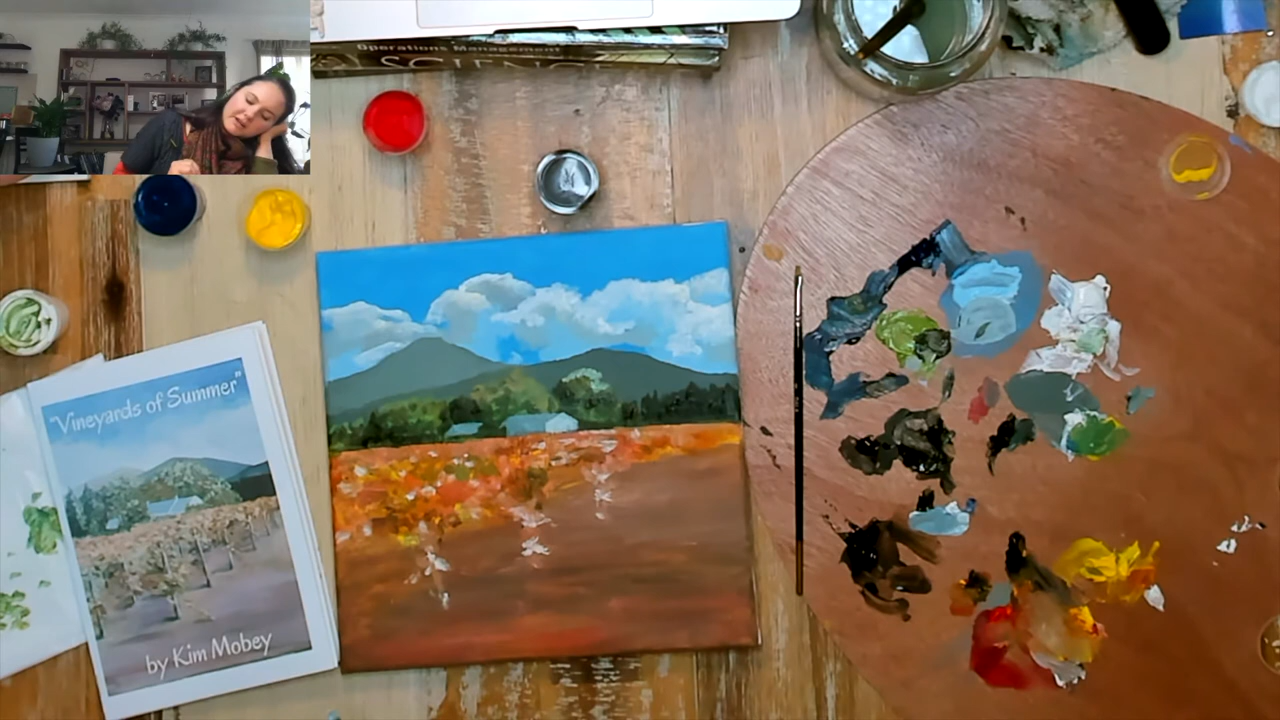 Operations Management
SCIENCE
"Vineyards of Summer"
by Kim Mobey